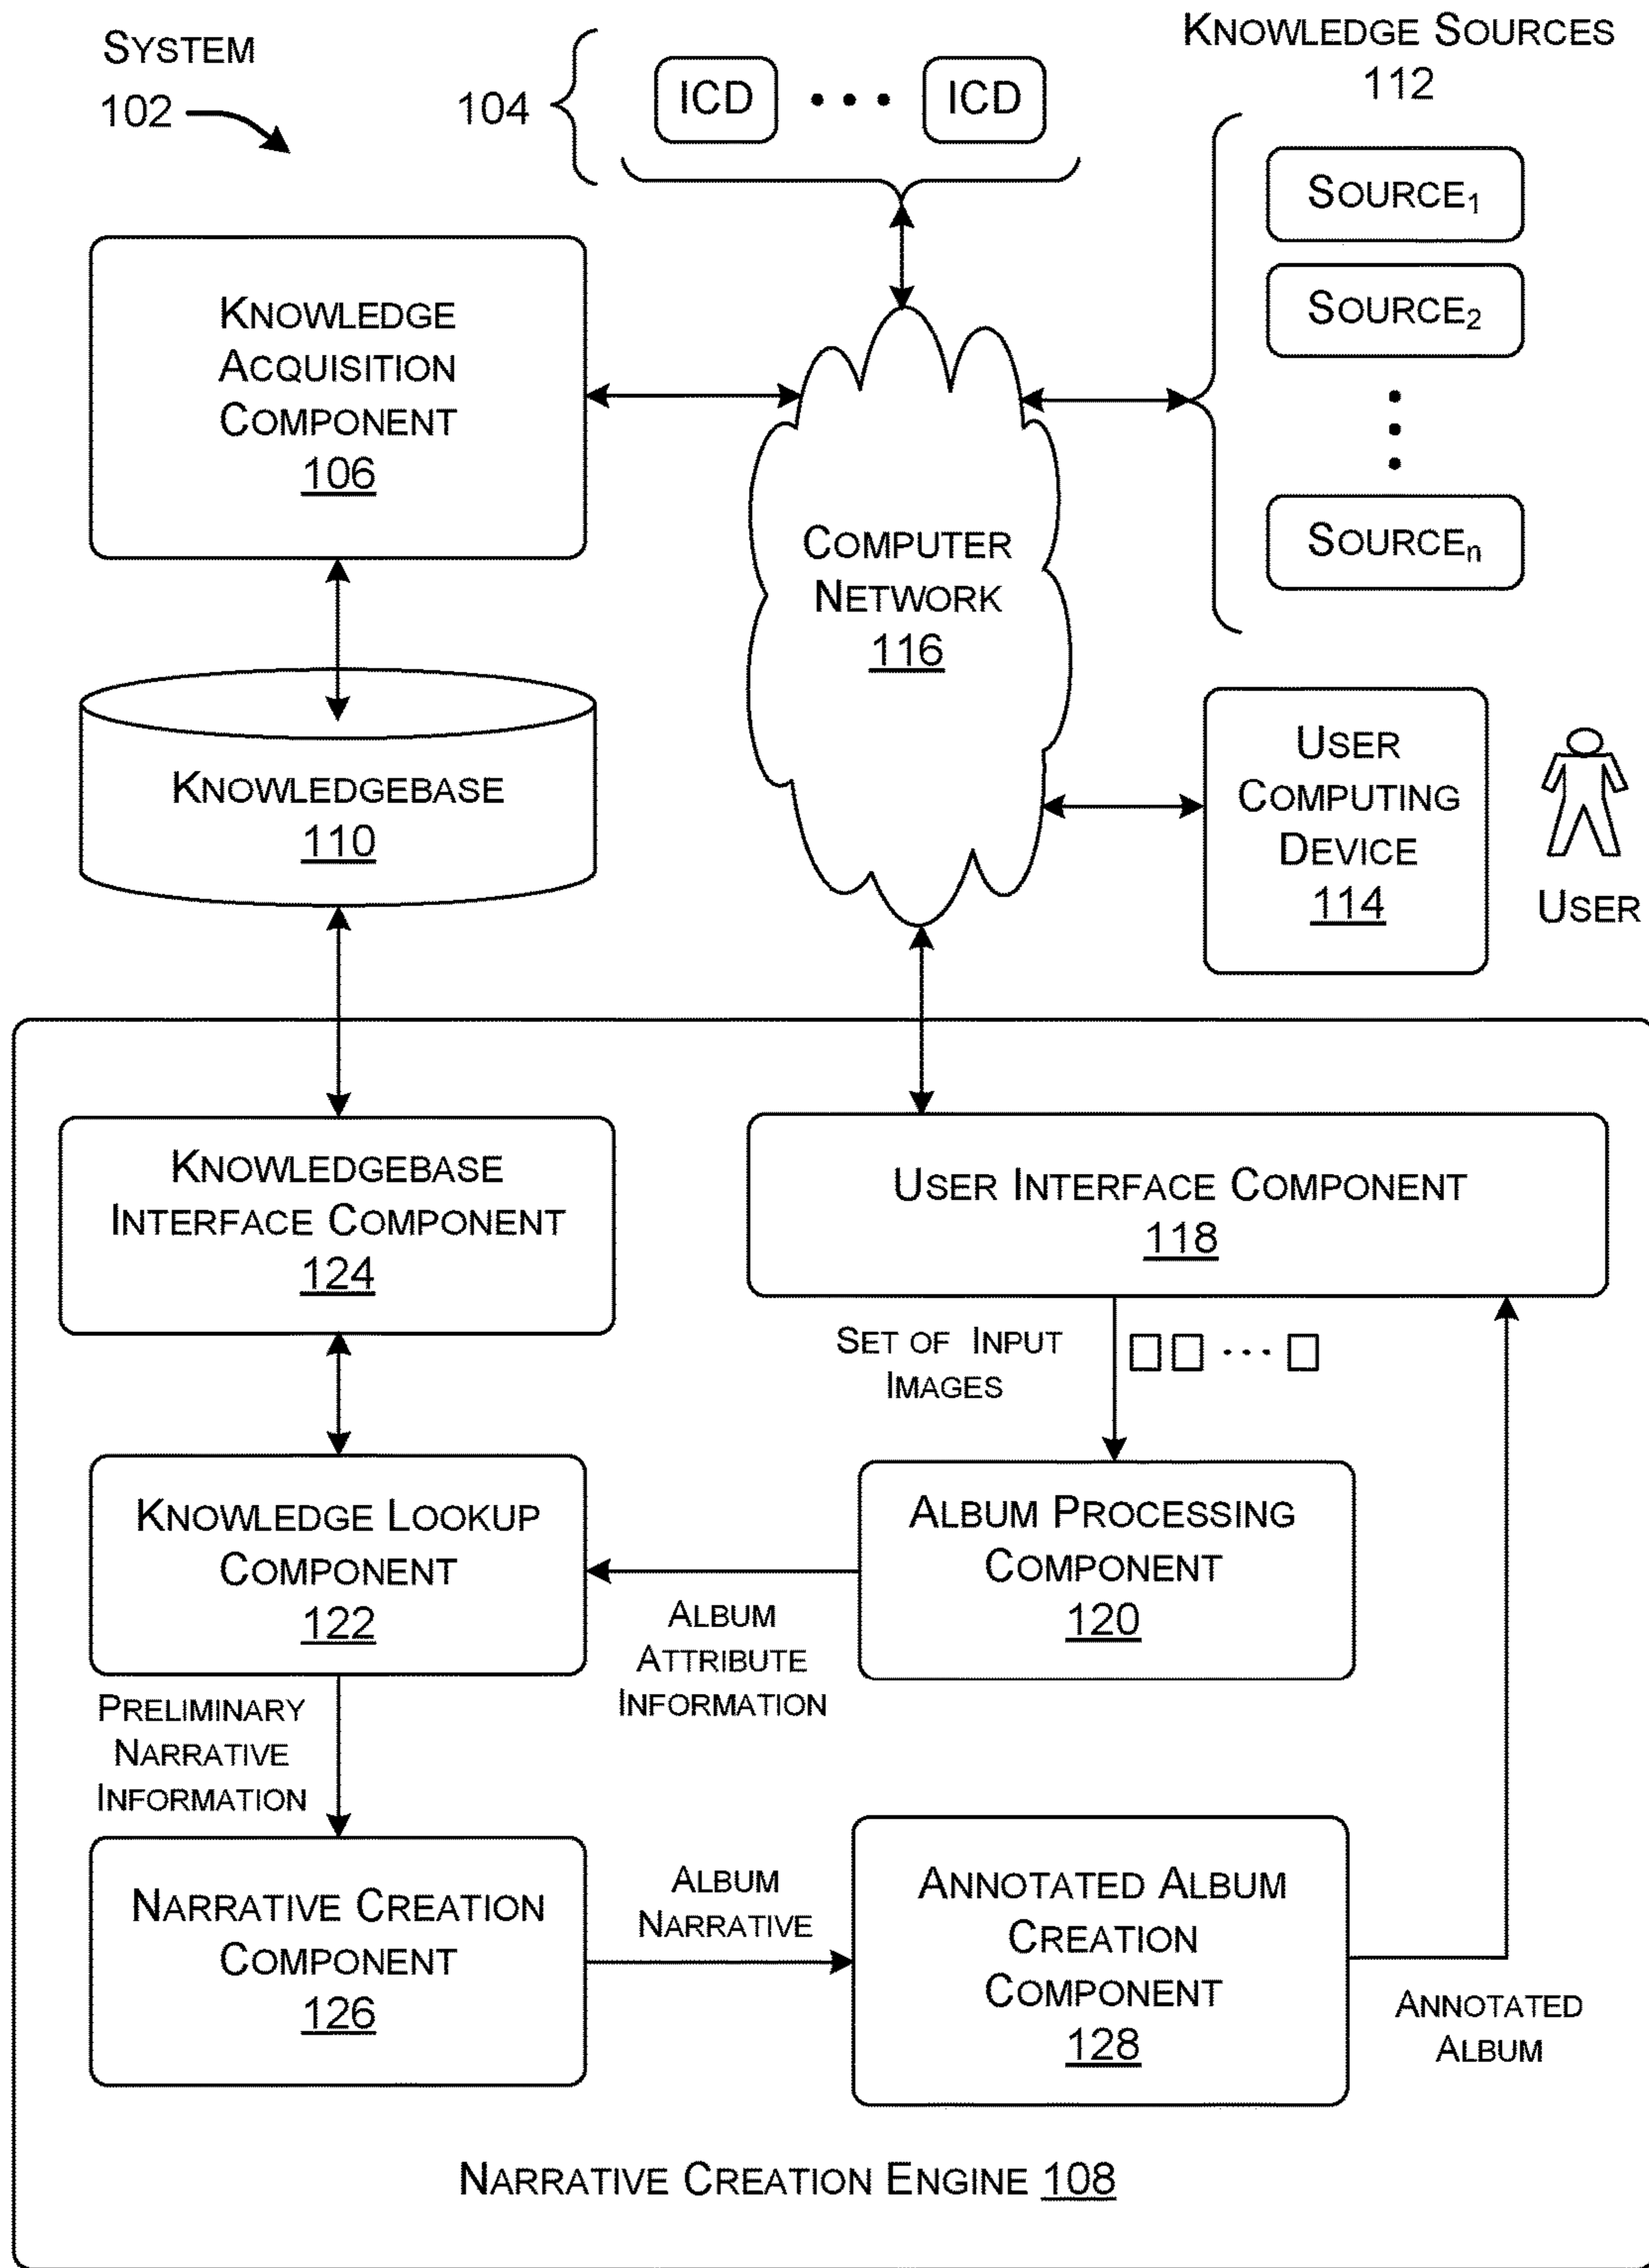 SYSTEM
102
104
ICD ••• ICD
KNOWLEDGE SOURCES
112
SOURCE1
SOURCE2
SOURCEn
KNOWLEDGE
ACQUISITION
COMPONENT
106
COMPUTER
NETWORK
116
KNOWLEDGEBASE
110
USER
COMPUTING
DEVICE
114
USER
KNOWLEDGEBASE
INTERFACE COMPONENT
124
USER INTERFACE COMPONENT
118
SET OF INPUT
IMAGES
KNOWLEDGE LOOKUP
COMPONENT
122
ALBUM PROCESSING
COMPONENT
120
ALBUM
ATTRIBUTE
INFORMATION
PRELIMINARY
NARRATIVE
INFORMATION
NARRATIVE CREATION
COMPONENT
126
ALBUM
NARRATIVE
ANNOTATED ALBUM
CREATION
COMPONENT
128
ANNOTATED
ALBUM
NARRATIVE CREATION ENGINE 108